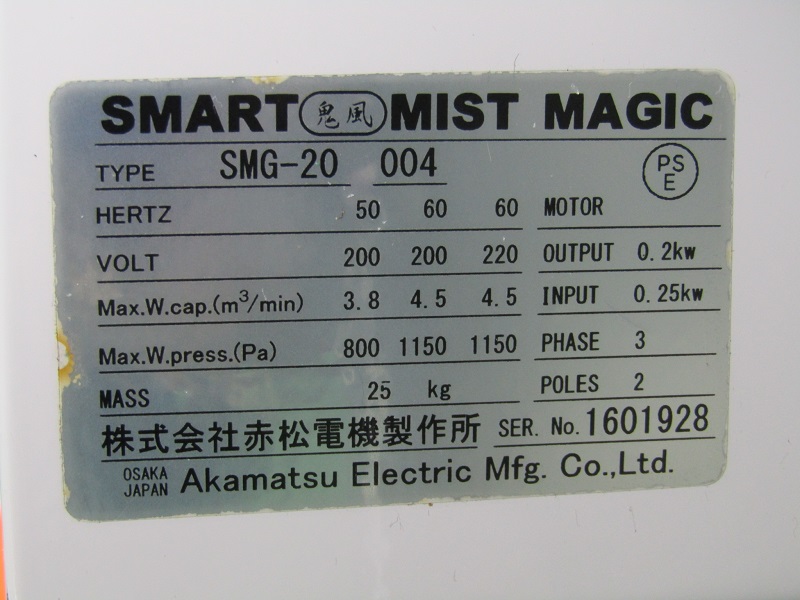 SMART 鬼風 MIST MAGIC
TYPE SMG-20 004
PS
E
HERTZ 50 60 60 MOTOR
VOLT 200 200 220 OUTPUT 0.2kw
Max.W.cap.(m³/min) 3.8 4.5 4.5 INPUT 0.25kw
Max.W.press.(Pa) 800 1150 1150 PHASE 3
MASS 25 kg POLES 2
株式会社赤松電機製作所 SER. No. 1601928
OSAKA
JAPAN Akamatsu Electric Mfg. Co.,Ltd.